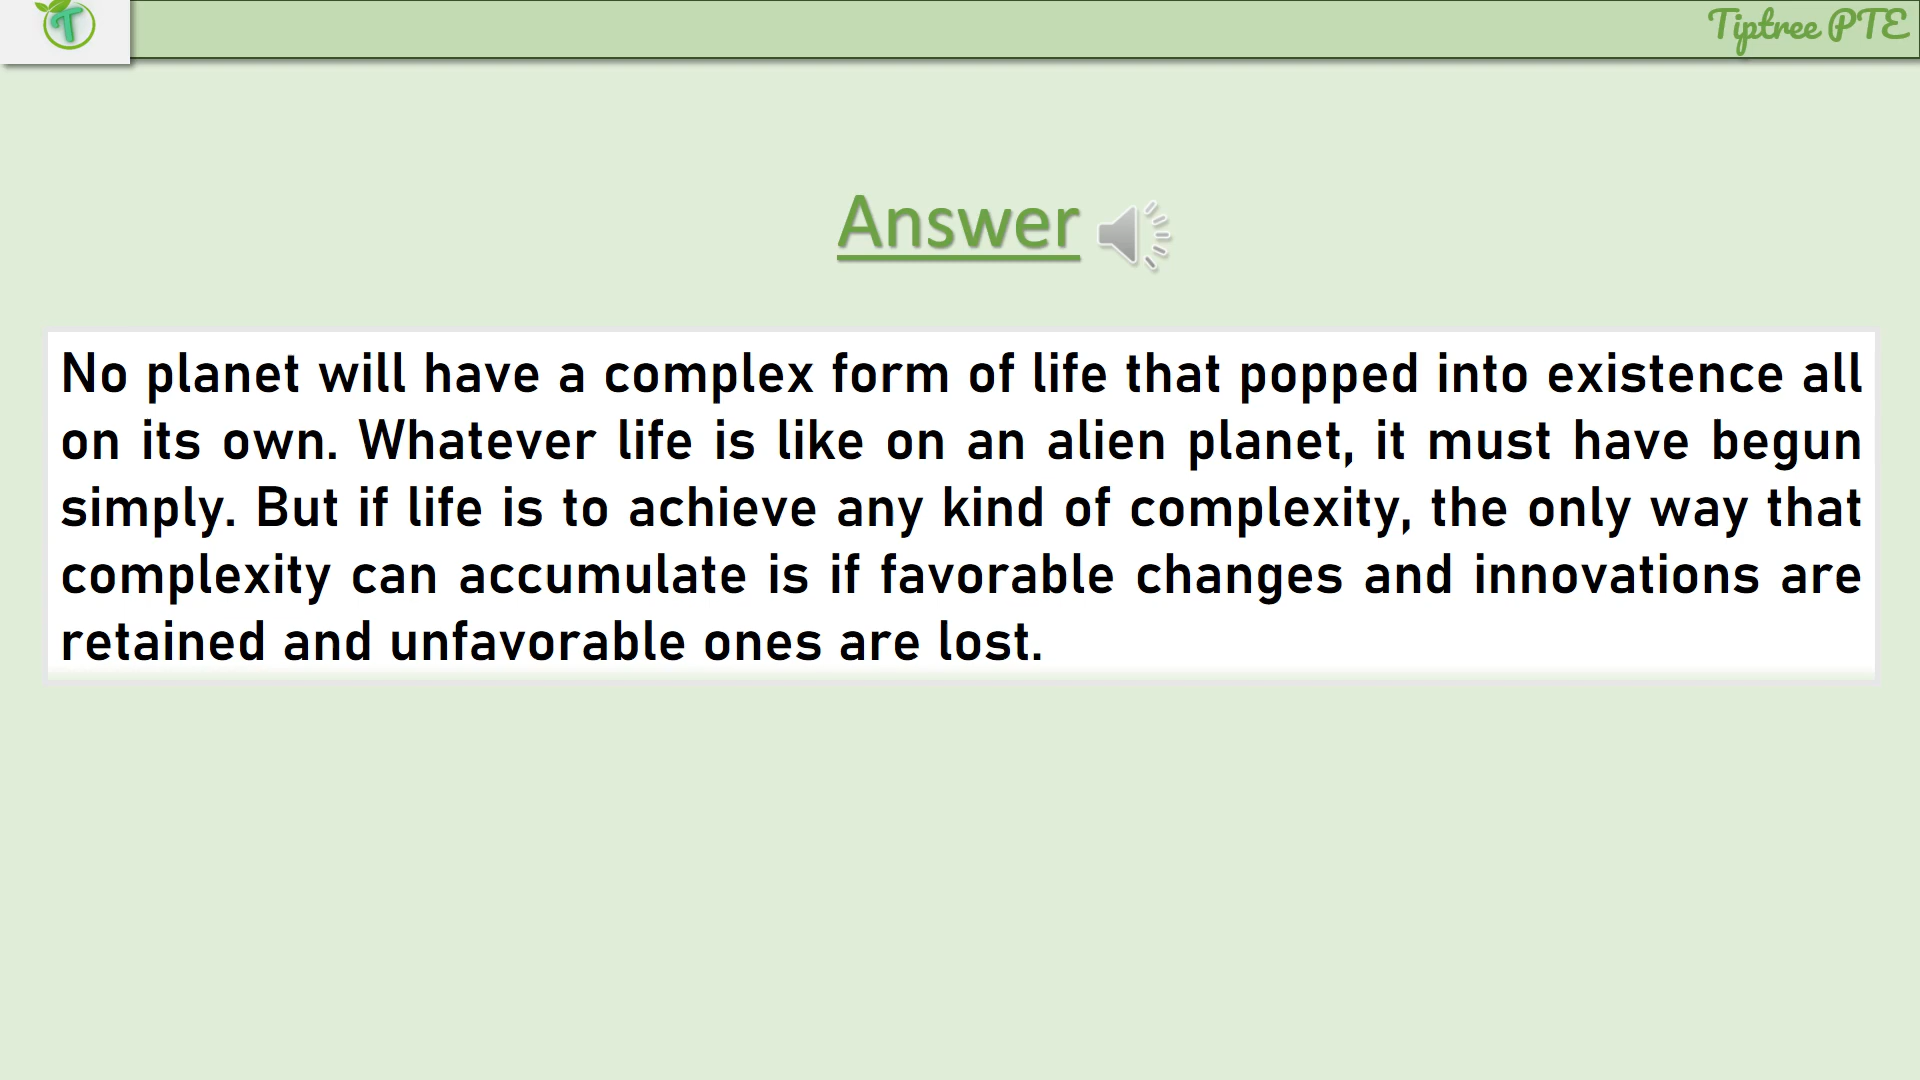 T
Tiptree PTE
Answer
No planet will have a complex form of life that popped into existence all
on its own. Whatever life is like on an alien planet, it must have begun
simply. But if life is to achieve any kind of complexity, the only way that
complexity can accumulate is if favorable changes and innovations are
retained and unfavorable ones are lost.